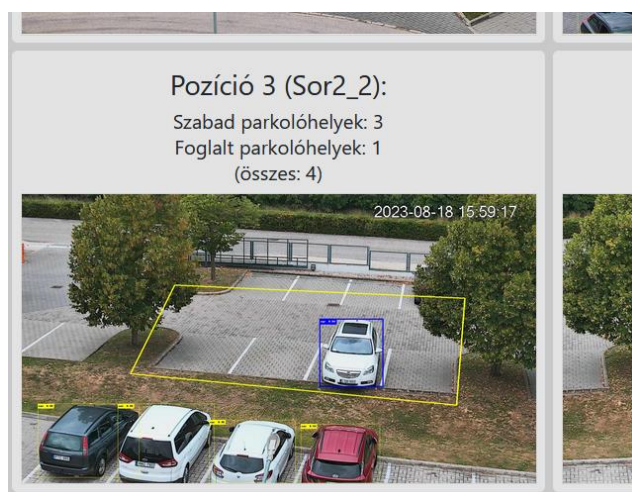 Pozíció 3 (Sor2_2):
Szabad parkolóhelyek: 3
Foglalt parkolóhelyek: 1
(összes: 4)
2023-08-18 15:59:17